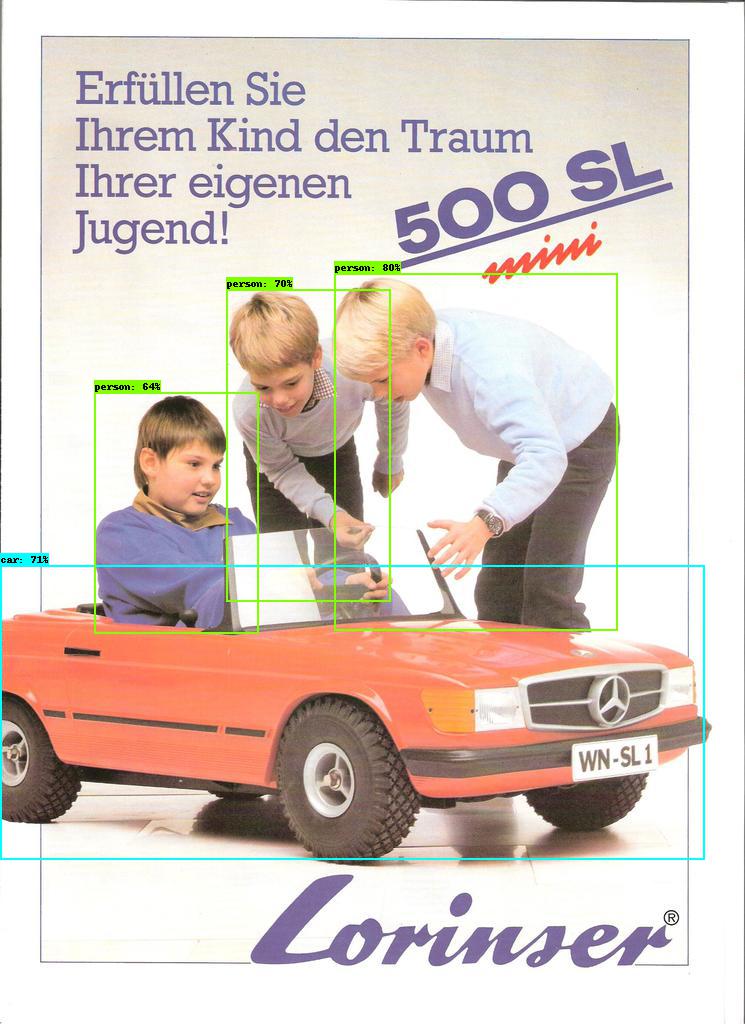 Erfüllen Sie
Ihrem Kind den Traum
Ihrer eigenen
Jugend!
500 SL
mini
person: 80%
person: 70%
person: 64%
car: 71%
WN-SL 1
Lorinser®